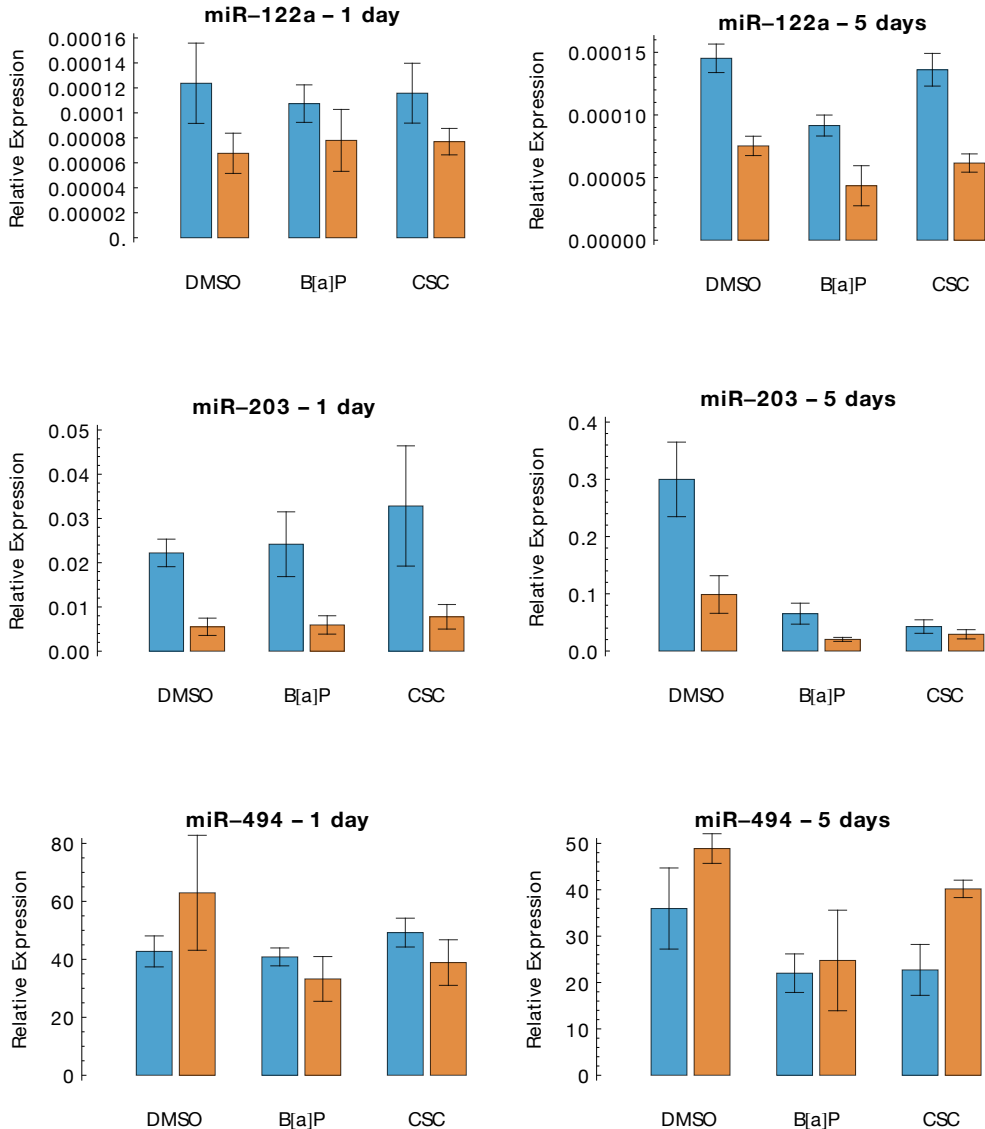 miR–122a – 1 day
Relative Expression
0.00016
0.00014
0.00012
0.00010
0.00008
0.00006
0.00004
0.00002
0.
DMSO B[a]P CSC
miR–122a – 5 days
Relative Expression
0.00015
0.00010
0.00005
0.00000
DMSO B[a]P CSC
miR–203 – 1 day
Relative Expression
0.05
0.04
0.03
0.02
0.01
0.00
DMSO B[a]P CSC
miR–203 – 5 days
Relative Expression
0.4
0.3
0.2
0.1
0.0
DMSO B[a]P CSC
miR–494 – 1 day
Relative Expression
80
60
40
20
0
DMSO B[a]P CSC
miR–494 – 5 days
Relative Expression
50
40
30
20
10
0
DMSO B[a]P CSC